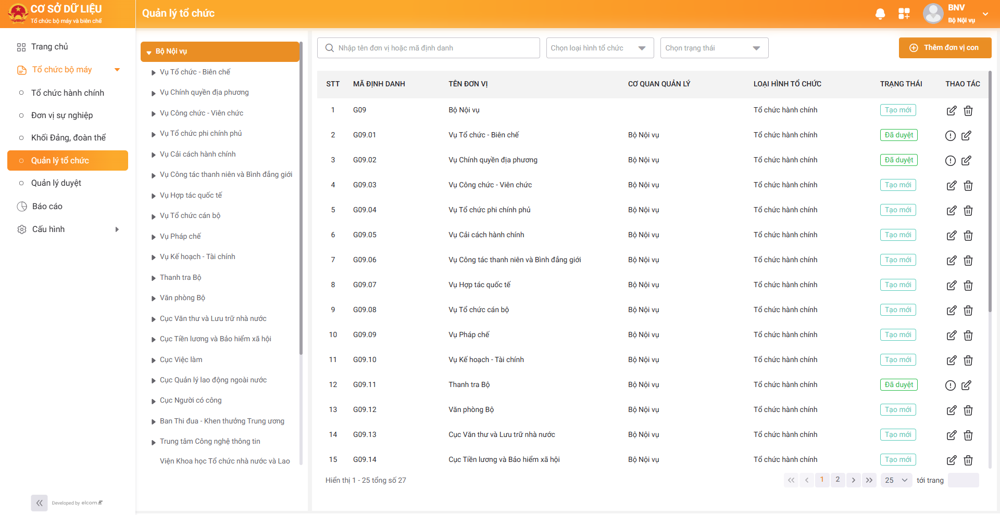 CƠ SỞ DỮ LIỆU
Tổ chức bộ máy và biên chế
Quản lý tổ chức
BNV
Bộ Nội vụ
Trang chủ
Tổ chức bộ máy
Tổ chức hành chính
Đơn vị sự nghiệp
Khối Đảng, đoàn thể
Quản lý tổ chức
Quản lý duyệt
Báo cáo
Cấu hình
Developed by elcom
Bộ Nội vụ
Vụ Tổ chức - Biên chế
Vụ Chính quyền địa phương
Vụ Công chức - Viên chức
Vụ Tổ chức phi chính phủ
Vụ Cải cách hành chính
Vụ Công tác thanh niên và Bình đẳng giới
Vụ Hợp tác quốc tế
Vụ Tổ chức cán bộ
Vụ Pháp chế
Vụ Kế hoạch - Tài chính
Thanh tra Bộ
Văn phòng Bộ
Cục Văn thư và Lưu trữ nhà nước
Cục Tiền lương và Bảo hiểm xã hội
Cục Việc làm
Cục Quản lý lao động ngoài nước
Cục Người có công
Ban Thi đua - Khen thưởng Trung ương
Trung tâm Công nghệ thông tin
Viện Khoa học Tổ chức nhà nước và Lao
Nhập tên đơn vị hoặc mã định danh
Chọn loại hình tổ chức
Chọn trạng thái
Thêm đơn vị con
STT MÃ ĐỊNH DANH TÊN ĐƠN VỊ CƠ QUAN QUẢN LÝ LOẠI HÌNH TỔ CHỨC TRẠNG THÁI THAO TÁC
1 G09 Bộ Nội vụ Tổ chức hành chính Tạo mới
2 G09.01 Vụ Tổ chức - Biên chế Bộ Nội vụ Tổ chức hành chính Đã duyệt
3 G09.02 Vụ Chính quyền địa phương Bộ Nội vụ Tổ chức hành chính Đã duyệt
4 G09.03 Vụ Công chức - Viên chức Bộ Nội vụ Tổ chức hành chính Tạo mới
5 G09.04 Vụ Tổ chức phi chính phủ Bộ Nội vụ Tổ chức hành chính Tạo mới
6 G09.05 Vụ Cải cách hành chính Bộ Nội vụ Tổ chức hành chính Tạo mới
7 G09.06 Vụ Công tác thanh niên và Bình đẳng giới Bộ Nội vụ Tổ chức hành chính Tạo mới
8 G09.07 Vụ Hợp tác quốc tế Bộ Nội vụ Tổ chức hành chính Tạo mới
9 G09.08 Vụ Tổ chức cán bộ Bộ Nội vụ Tổ chức hành chính Tạo mới
10 G09.09 Vụ Pháp chế Bộ Nội vụ Tổ chức hành chính Tạo mới
11 G09.10 Vụ Kế hoạch - Tài chính Bộ Nội vụ Tổ chức hành chính Tạo mới
12 G09.11 Thanh tra Bộ Bộ Nội vụ Tổ chức hành chính Đã duyệt
13 G09.12 Văn phòng Bộ Bộ Nội vụ Tổ chức hành chính Tạo mới
14 G09.13 Cục Văn thư và Lưu trữ nhà nước Bộ Nội vụ Tổ chức hành chính Tạo mới
15 G09.14 Cục Tiền lương và Bảo hiểm xã hội Bộ Nội vụ Tổ chức hành chính Tạo mới
Hiển thị 1 - 25 tổng số 27
1 2 25 tới trang